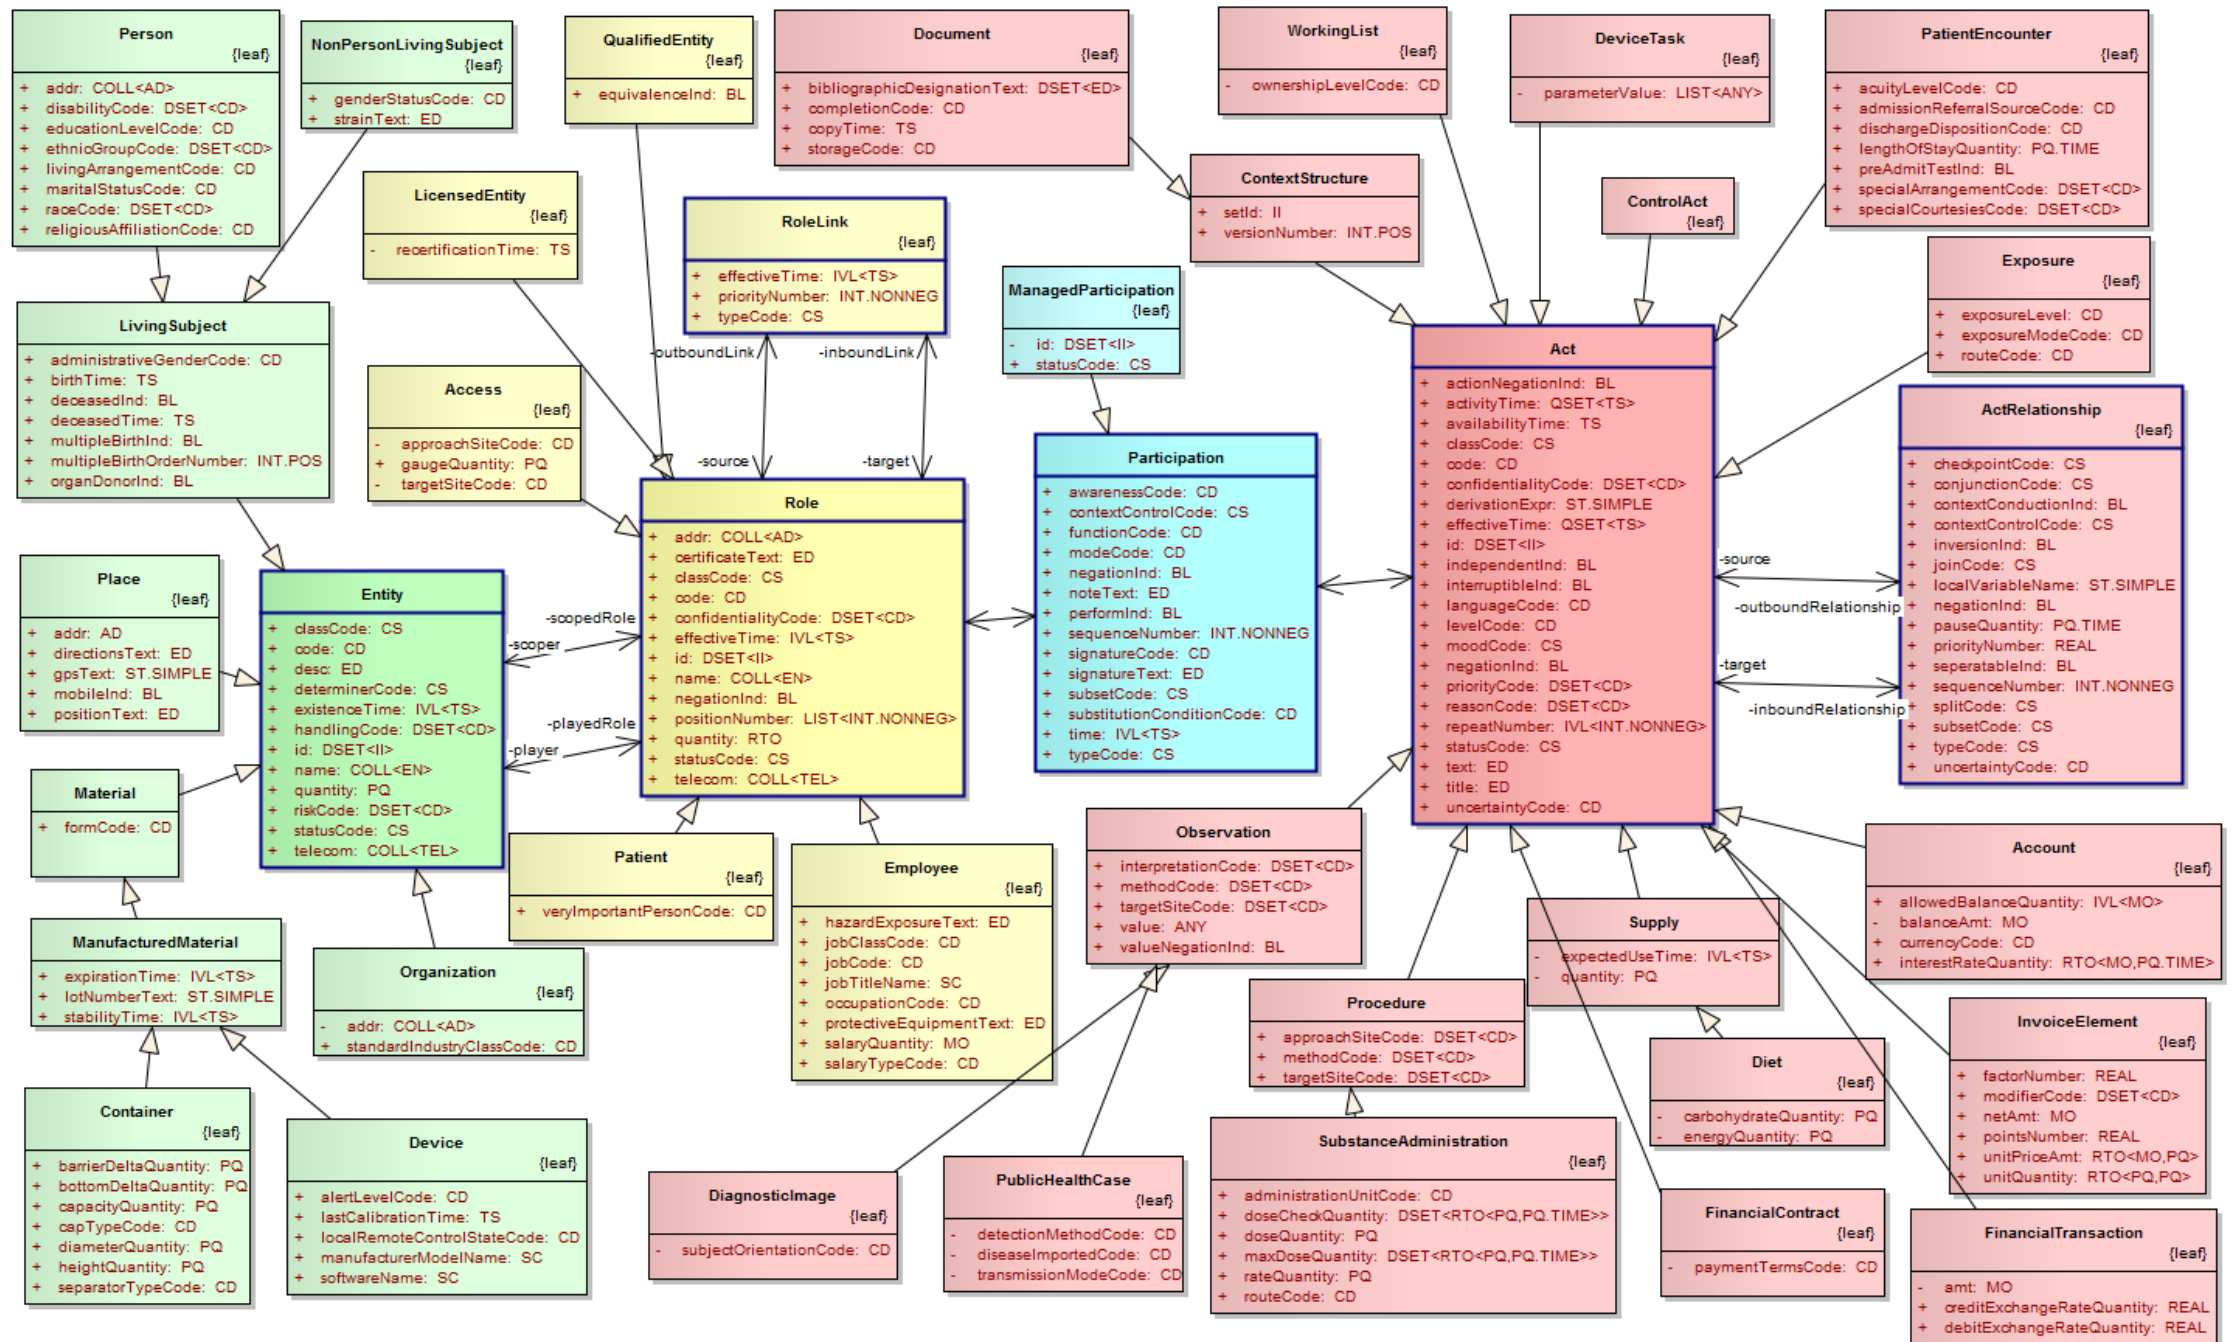 Person
{leaf}
+ addr: COLL<AD>
+ disabilityCode: DSET<CD>
+ educationLevelCode: CD
+ ethnicGroupCode: DSET<CD>
+ livingArrangementCode: CD
+ maritalStatusCode: CD
+ raceCode: DSET<CD>
+ religiousAffiliationCode: CD
NonPersonLivingSubject
{leaf}
+ genderStatusCode: CD
+ strainText: ED
QualifiedEntity
{leaf}
+ equivalenceInd: BL
Document
{leaf}
+ bibliographicDesignationText: DSET<ED>
+ completionCode: CD
+ copyTime: TS
+ storageCode: CD
WorkingList
{leaf}
- ownershipLevelCode: CD
DeviceTask
{leaf}
- parameterValue: LIST<ANY>
PatientEncounter
{leaf}
+ acuityLevelCode: CD
+ admissionReferralSourceCode: CD
+ dischargeDispositionCode: CD
+ lengthOfStayQuantity: PQ.TIME
+ preAdmitTestInd: BL
+ specialArrangementCode: DSET<CD>
+ specialCourtesiesCode: DSET<CD>
LicensedEntity
{leaf}
- recertificationTime: TS
RoleLink
{leaf}
+ effectiveTime: IVL<TS>
+ priorityNumber: INT.NONNEG
+ typeCode: CS
ContextStructure
+ setId: II
+ versionNumber: INT.POS
ControlAct
{leaf}
Exposure
{leaf}
+ exposureLevel: CD
+ exposureModeCode: CD
+ routeCode: CD
ManagedParticipation
{leaf}
- id: DSET<II>
+ statusCode: CS
LivingSubject
+ administrativeGenderCode: CD
+ birthTime: TS
+ deceasedInd: BL
+ deceasedTime: TS
+ multipleBirthInd: BL
+ multipleBirthOrderNumber: INT.POS
+ organDonorInd: BL
Access
{leaf}
- approachSiteCode: CD
+ gaugeQuantity: PQ
- targetSiteCode: CD
-outboundLink
-inboundLink
-source
-target
Role
+ addr: COLL<AD>
+ certificateText: ED
+ classCode: CS
+ code: CD
+ confidentialityCode: DSET<CD>
+ effectiveTime: IVL<TS>
+ id: DSET<II>
+ name: COLL<EN>
+ negationInd: BL
+ positionNumber: LIST<INT.NONNEG>
+ quantity: RTO
+ statusCode: CS
+ telecom: COLL<TEL>
Participation
+ awarenessCode: CD
+ contextControlCode: CS
+ functionCode: CD
+ modeCode: CD
+ negationInd: BL
+ noteText: ED
+ performInd: BL
+ sequenceNumber: INT.NONNEG
+ signatureCode: CD
+ signatureText: ED
+ subsetCode: CS
+ substitutionConditionCode: CD
+ time: IVL<TS>
+ typeCode: CS
Act
+ actionNegationInd: BL
+ activityTime: QSET<TS>
+ availabilityTime: TS
+ classCode: CS
+ code: CD
+ confidentialityCode: DSET<CD>
+ derivationExpr: ST.SIMPLE
+ effectiveTime: QSET<TS>
+ id: DSET<II>
+ independentInd: BL
+ interruptibleInd: BL
+ languageCode: CD
+ levelCode: CD
+ moodCode: CS
+ negationInd: BL
+ priorityCode: DSET<CD>
+ reasonCode: DSET<CD>
+ repeatNumber: IVL<INT.NONNEG>
+ statusCode: CS
+ text: ED
+ title: ED
+ uncertaintyCode: CD
ActRelationship
{leaf}
+ checkpointCode: CS
+ conjunctionCode: CS
+ contextConductionInd: BL
+ contextControlCode: CS
+ inversionInd: BL
+ joinCode: CS
+ localVariableName: ST.SIMPLE
+ negationInd: BL
+ pauseQuantity: PQ.TIME
+ priorityNumber: REAL
+ seperatableInd: BL
+ sequenceNumber: INT.NONNEG
+ splitCode: CS
+ subsetCode: CS
+ typeCode: CS
+ uncertaintyCode: CD
-source
-outboundRelationship
-target
-inboundRelationship
Place
{leaf}
+ addr: AD
+ directionsText: ED
+ gpsText: ST.SIMPLE
+ mobileInd: BL
+ positionText: ED
Entity
+ classCode: CS
+ code: CD
+ desc: ED
+ determinerCode: CS
+ existenceTime: IVL<TS>
+ handlingCode: DSET<CD>
+ id: DSET<II>
+ name: COLL<EN>
+ quantity: PQ
+ riskCode: DSET<CD>
+ statusCode: CS
+ telecom: COLL<TEL>
-scopedRole
-scoper
-playedRole
-player
Material
+ formCode: CD
ManufacturedMaterial
+ expirationTime: IVL<TS>
+ lotNumberText: ST.SIMPLE
+ stabilityTime: IVL<TS>
Organization
{leaf}
- addr: COLL<AD>
+ standardIndustryClassCode: CD
Patient
{leaf}
+ veryImportantPersonCode: CD
Employee
{leaf}
+ hazardExposureText: ED
+ jobClassCode: CD
+ jobCode: CD
+ jobTitleName: SC
+ occupationCode: CD
+ protectiveEquipmentText: ED
+ salaryQuantity: MO
+ salaryTypeCode: CD
Observation
+ interpretationCode: DSET<CD>
+ methodCode: DSET<CD>
+ targetSiteCode: DSET<CD>
+ value: ANY
+ valueNegationInd: BL
Supply
- expectedUseTime: IVL<TS>
- quantity: PQ
Account
{leaf}
+ allowedBalanceQuantity: IVL<MO>
- balanceAmt: MO
+ currencyCode: CD
+ interestRateQuantity: RTO<MO,PQ.TIME>
Procedure
+ approachSiteCode: DSET<CD>
+ methodCode: DSET<CD>
+ targetSiteCode: DSET<CD>
InvoiceElement
{leaf}
+ factorNumber: REAL
+ modifierCode: DSET<CD>
+ netAmt: MO
+ pointsNumber: REAL
+ unitPriceAmt: RTO<MO,PQ>
+ unitQuantity: RTO<PQ,PQ>
Diet
{leaf}
- carbohydrateQuantity: PQ
- energyQuantity: PQ
Container
{leaf}
+ barrierDeltaQuantity: PQ
+ bottomDeltaQuantity: PQ
+ capacityQuantity: PQ
+ capTypeCode: CD
+ diameterQuantity: PQ
+ heightQuantity: PQ
+ separatorTypeCode: CD
Device
{leaf}
+ alertLevelCode: CD
+ lastCalibrationTime: TS
+ localRemoteControlStateCode: CD
+ manufacturerModelName: SC
+ softwareName: SC
DiagnosticImage
{leaf}
- subjectOrientationCode: CD
PublicHealthCase
{leaf}
- detectionMethodCode: CD
- diseaseImportedCode: CD
- transmissionModeCode: CD
SubstanceAdministration
{leaf}
+ administrationUnitCode: CD
+ doseCheckQuantity: DSET<RTO<PQ,PQ.TIME>>
+ doseQuantity: PQ
+ maxDoseQuantity: DSET<RTO<PQ,PQ.TIME>>
+ rateQuantity: PQ
+ routeCode: CD
FinancialContract
{leaf}
- paymentTermsCode: CD
FinancialTransaction
{leaf}
- amt: MO
+ creditExchangeRateQuantity: REAL
+ debitExchangeRateQuantity: REAL